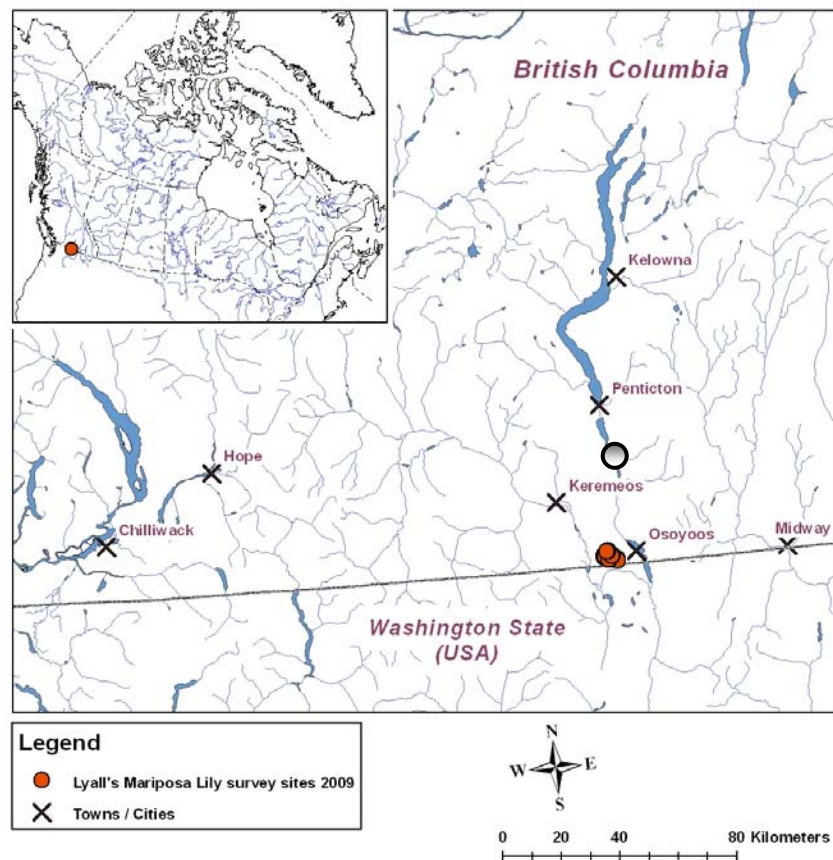 British Columbia
Kelowna
Penticton
Hope
Keremeos
Chilliwack
Osoyoos
Midway
Washington State
(USA)
Legend
Lyall's Mariposa Lily survey sites 2009
Towns / Cities
N
W E
S
0 20 40 80 Kilometers